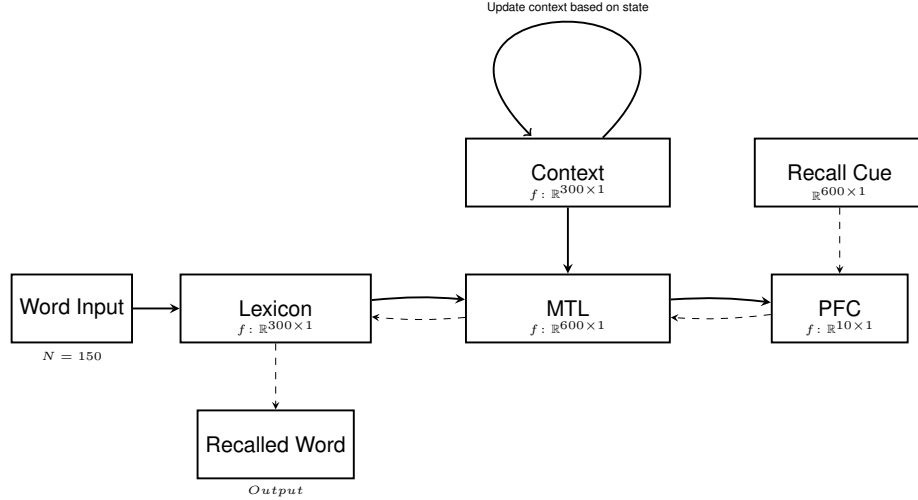 Update context based on state
Context
f : ℝ^{300×1}
Recall Cue
ℝ^{600×1}
Word Input
N = 150
Lexicon
f : ℝ^{300×1}
MTL
f : ℝ^{600×1}
PFC
f : ℝ^{10×1}
Recalled Word
Output